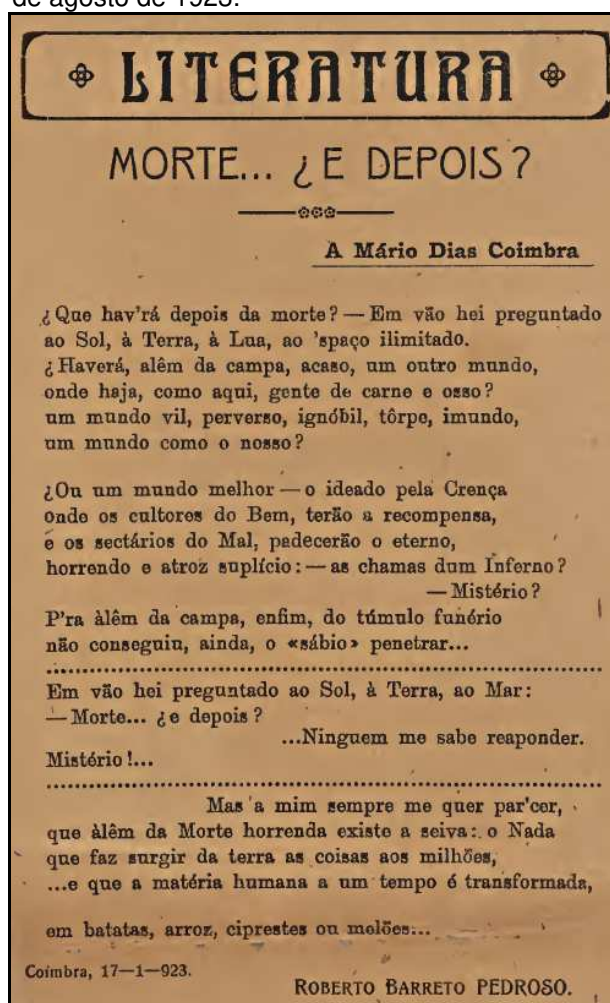 de agosto de 1923.
LITERATURA
MORTE... ¿E DEPOIS?
A Mário Dias Coimbra
¿Que hav'rá depois da morte? — Em vão hei preguntado
ao Sol, à Terra, à Lua, ao 'spaço ilimitado.
¿Haverá, alêm da campa, acaso, um outro mundo,
onde haja, como aqui, gente de carne e osso?
um mundo vil, perverso, ignóbil, tôrpe, imundo,
um mundo como o nosso?
¿Ou um mundo melhor — o ideado pela Crença
onde os cultores do Bem, terão a recompensa,
e os sectários do Mal, padecerão o eterno,
horrendo e atroz suplício: — as chamas dum Inferno?
— Mistério?
P'ra àlêm da campa, enfim, do túmulo funério
não conseguiu, ainda, o «sábio» penetrar...
Em vão hei preguntado ao Sol, à Terra, ao Mar:
— Morte... ¿e depois?
...Ninguem me sabe reaponder.
Mistério!...
Mas a mim sempre me quer par'cer,
que àlêm da Morte horrenda existe a seiva: o Nada
que faz surgir da terra as coisas aos milhões,
...e que a matéria humana a um tempo é transformada,
em batatas, arroz, ciprestes ou melões...
Coimbra, 17—1—923.
ROBERTO BARRETO PEDROSO.